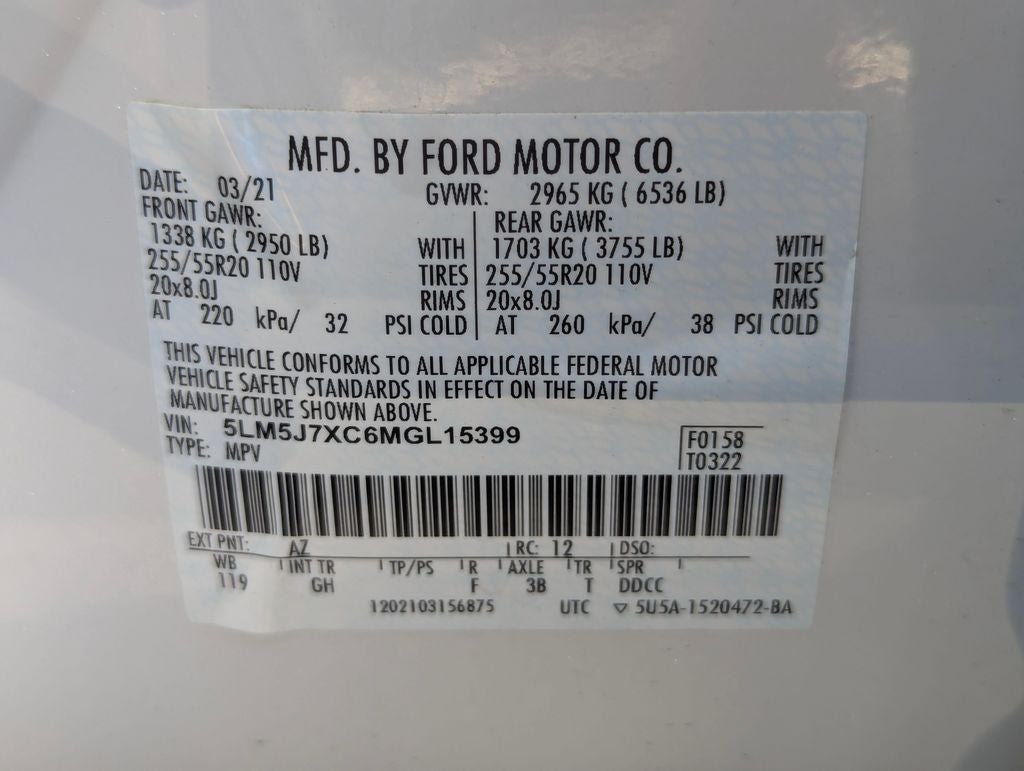 MFD. BY FORD MOTOR CO.
DATE: 03/21 GVWR: 2965 KG ( 6536 LB)
FRONT GAWR: REAR GAWR:
1338 KG ( 2950 LB) WITH 1703 KG ( 3755 LB) WITH
255/55R20 110V TIRES 255/55R20 110V TIRES
20x8.0J RIMS 20x8.0J RIMS
AT 220 kPa/ 32 PSI COLD AT 260 kPa/ 38 PSI COLD
THIS VEHICLE CONFORMS TO ALL APPLICABLE FEDERAL MOTOR
VEHICLE SAFETY STANDARDS IN EFFECT ON THE DATE OF
MANUFACTURE SHOWN ABOVE.
VIN: 5LM5J7XC6MGL15399 F0158
TYPE: MPV T0322
EXT PNT: AZ RC: 12 DSO:
WB INT TR TP/PS R AXLE TR SPR
119 GH F 3B T DDCC
1202103156875 UTC ▽ 5U5A-1520472-BA